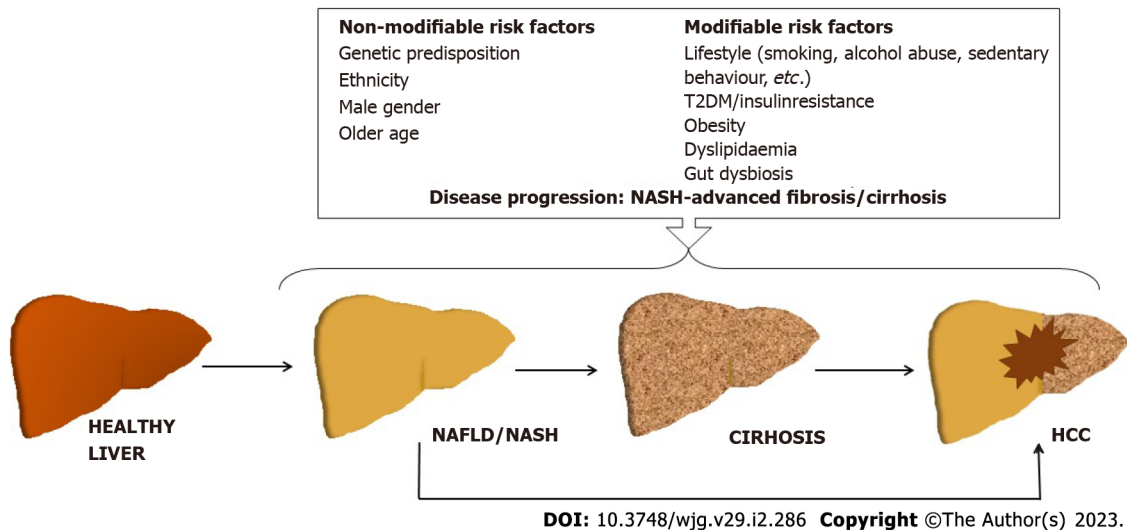 Non-modifiable risk factors
Genetic predisposition
Ethnicity
Male gender
Older age
Modifiable risk factors
Lifestyle (smoking, alcohol abuse, sedentary
behaviour, etc.)
T2DM/insulinresistance
Obesity
Dyslipidaemia
Gut dysbiosis
Disease progression: NASH-advanced fibrosis/cirrhosis
HEALTHY
LIVER
NAFLD/NASH
CIRHOSIS
HCC
DOI: 10.3748/wjg.v29.i2.286 Copyright ©The Author(s) 2023.